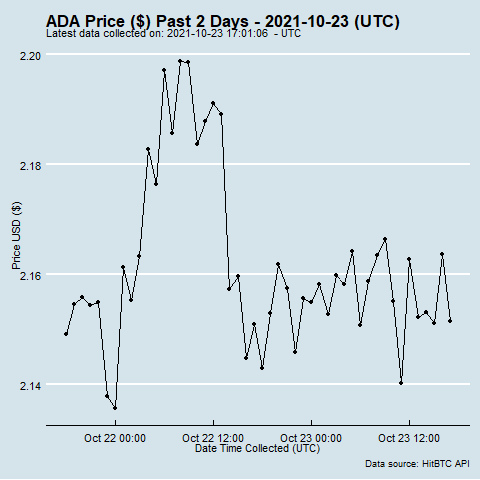 ADA Price ($) Past 2 Days - 2021-10-23 (UTC)
Latest data collected on: 2021-10-23 17:01:06 - UTC
2.20
2.18
2.16
2.14
Price USD ($)
Oct 22 00:00 Oct 22 12:00 Oct 23 00:00 Oct 23 12:00
Date Time Collected (UTC)
Data source: HitBTC API